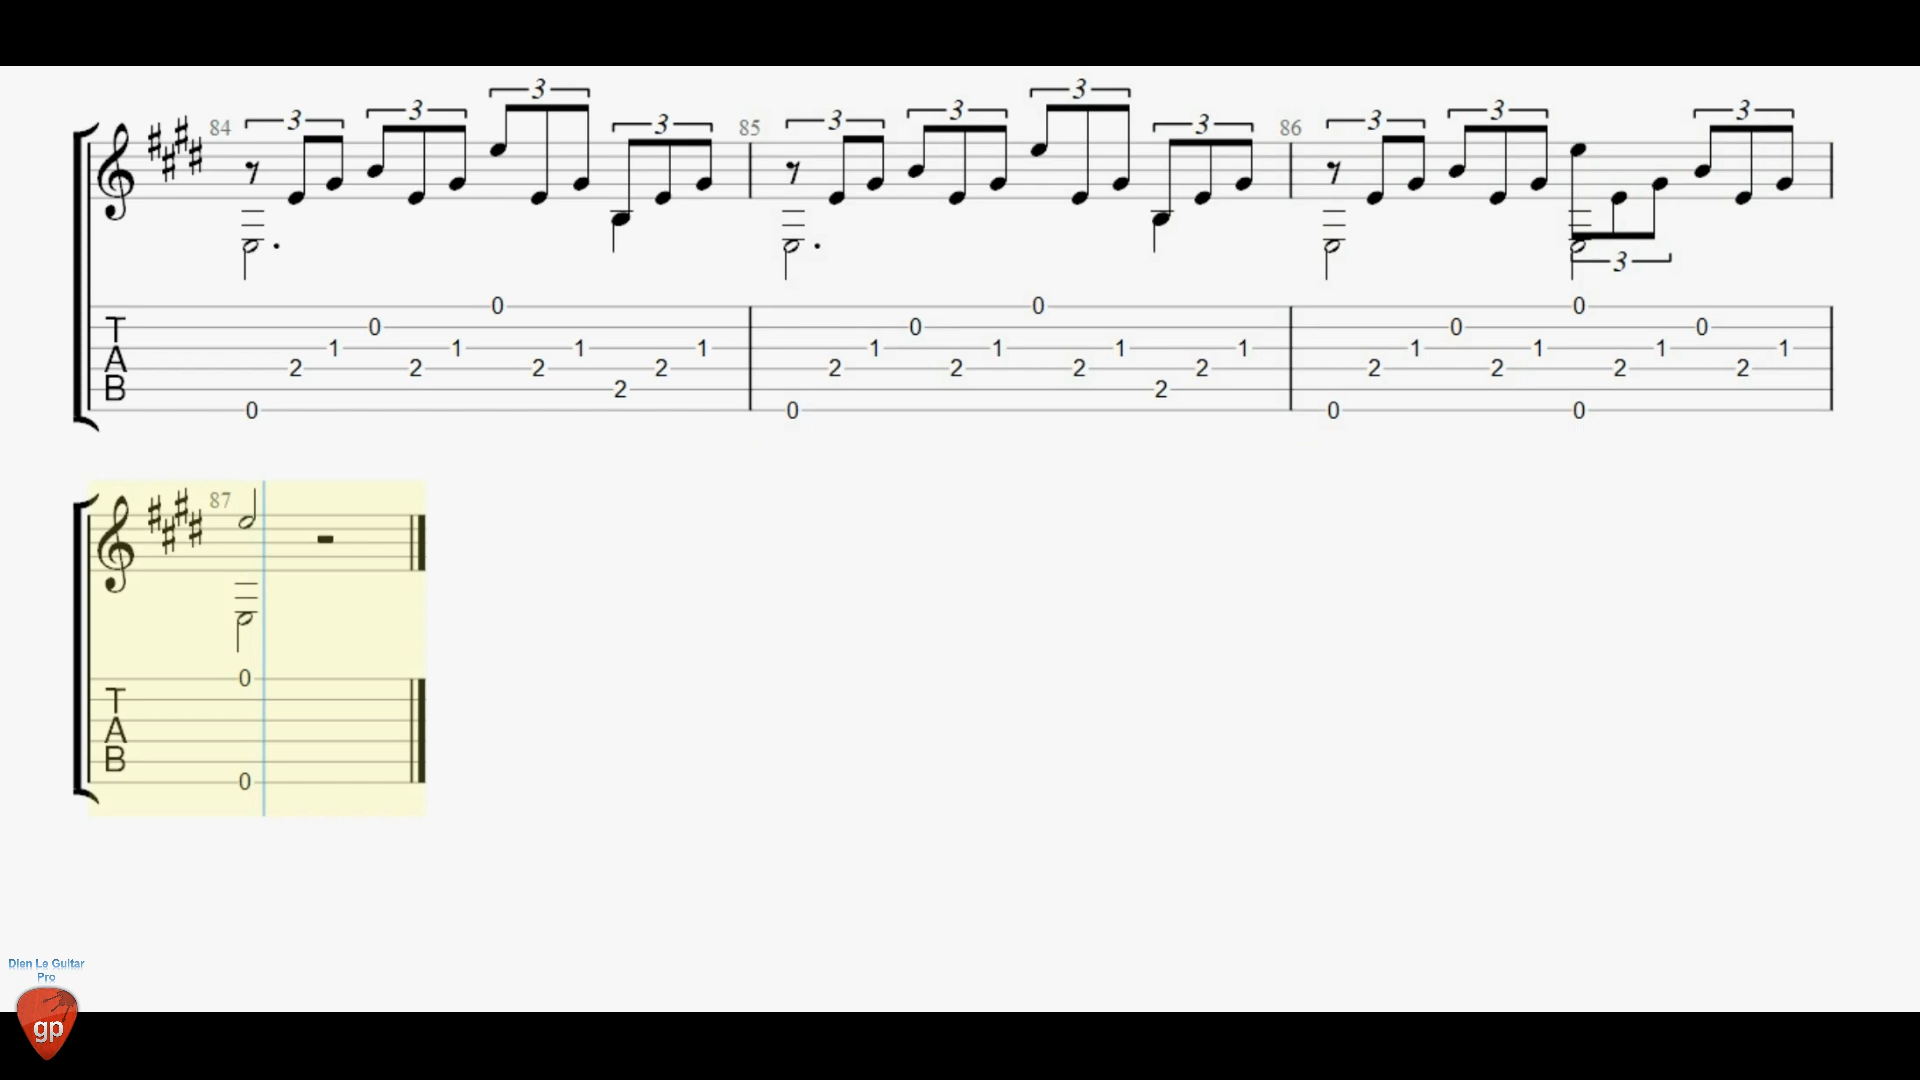 3 3 3 3 3 3 3 3 3 3 3
84 85 86
3
0 0 0
0 0 0 0
1 1 1 1 1 1 1 1 1 1 1 1
2 2 2 2 2 2 2 2 2 2 2 2
2 2
0 0 0 0
T
A
B
87
0
T
A
B
0
Dien Le Guitar
Pro
gp